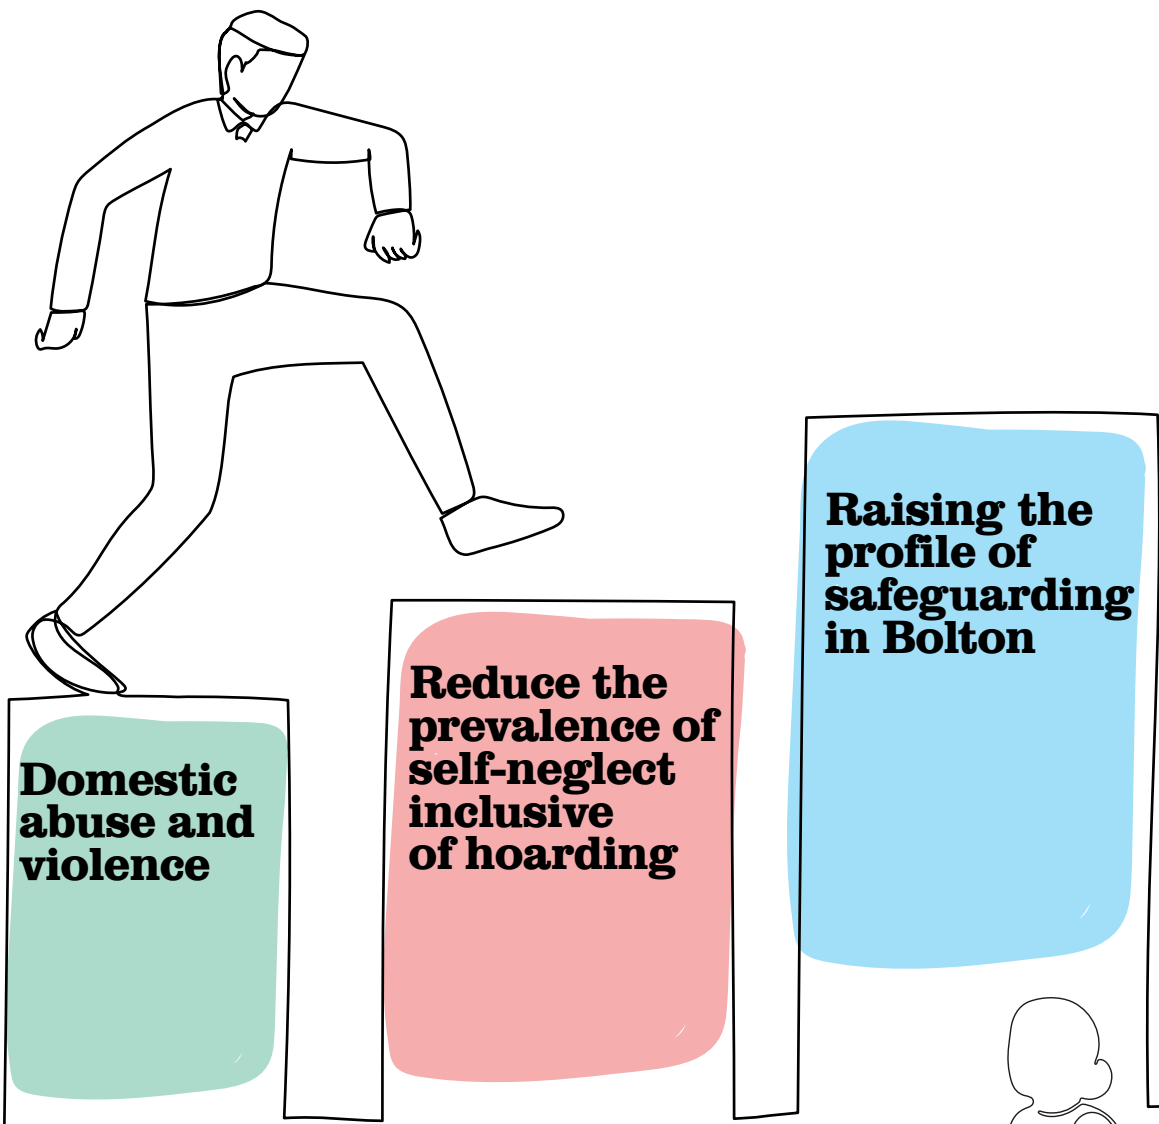 Domestic
abuse and
violence
Reduce the
prevalence of
self-neglect
inclusive
of hoarding
Raising the
profile of
safeguarding
in Bolton